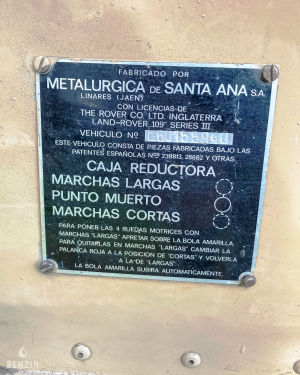 FABRICADO POR
METALURGICA DE SANTA ANA S.A.
LINARES (JAEN)
CON LICENCIAS-DE
THE ROVER CO. LTD. INGLATERRA
LAND-ROVER 109" SERIES III
VEHICULO Nº
ESTE VEHICULO CONSTA DE PIEZAS FABRICADAS BAJO LAS
PATENTES ESPAÑOLAS Nºs 238813, 28682 Y OTRAS
CAJA REDUCTORA
MARCHAS LARGAS
PUNTO MUERTO
MARCHAS CORTAS
PARA PONER LAS 4 RUEDAS MOTRICES CON
MARCHAS "LARGAS" APRETAR SOBRE LA BOLA AMARILLA
PARA QUITARLAS EN MARCHAS "LARGAS" CAMBIAR LA
PALANCA ROJA A LA POSICION DE "CORTAS" Y VOLVERLA
A LA DE "LARGAS"
LA BOLA AMARILLA SUBIRA AUTOMATICAMENTE.
BENZIN